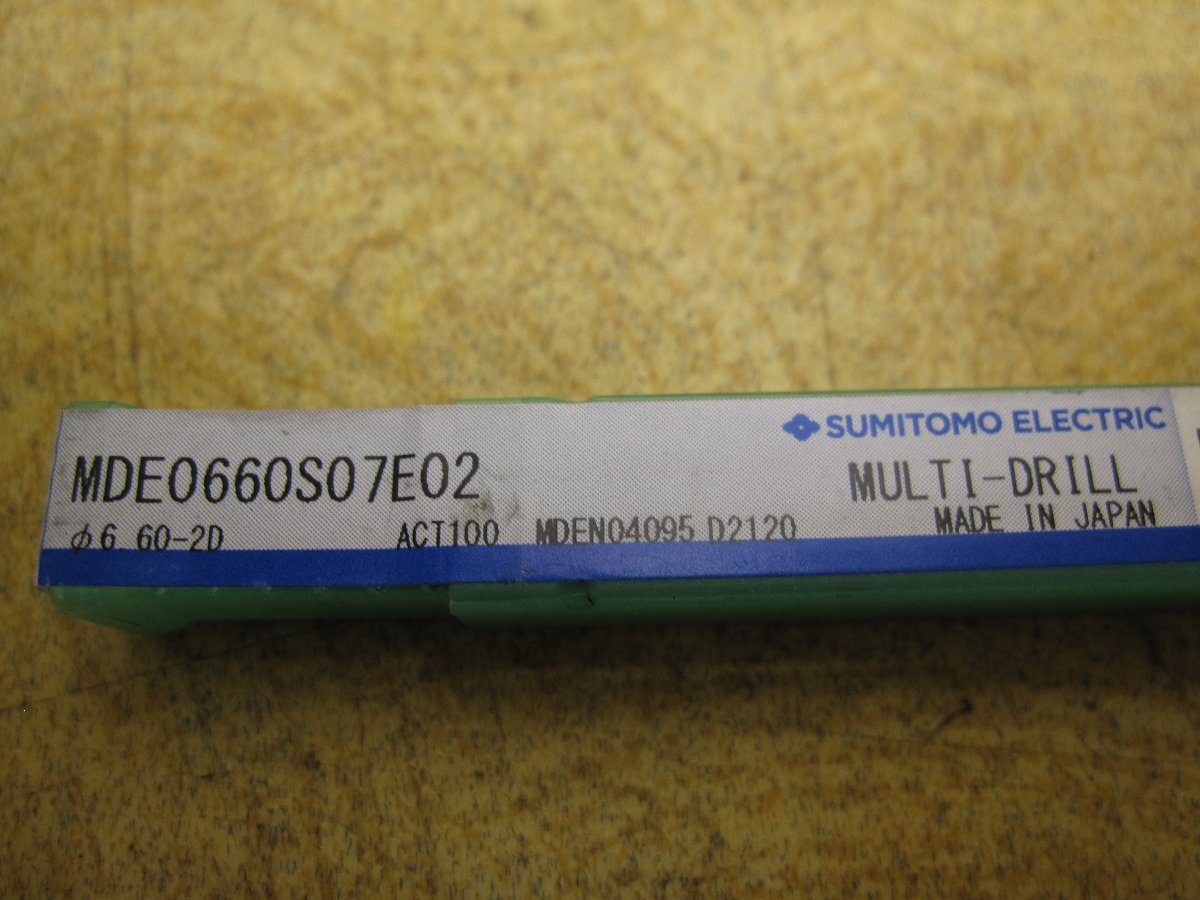 SUMITOMO ELECTRIC
MDE0660S07E02 MULTI-DRILL
φ6 60-2D ACT100 MDEN04095 D2120 MADE IN JAPAN